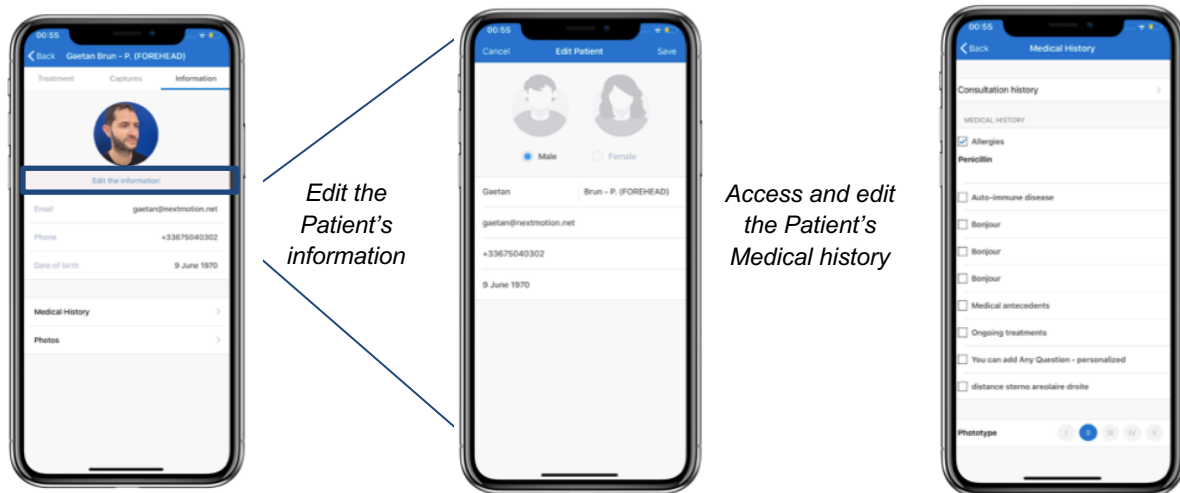 00:55
Back Gaetan Brun - P. (FOREHEAD)
Treatment Captures Information
Edit the information
Email gaetan@nextmotion.net
Phone +33675040302
Date of birth 9 June 1970
Medical History
Photos
Edit the
Patient's
information
00:55
Cancel Edit Patient Save
Male Female
Gaetan Brun - P. (FOREHEAD)
gaetan@nextmotion.net
+33675040302
9 June 1970
Access and edit
the Patient's
Medical history
00:55
Back Medical History
Consultation history
MEDICAL HISTORY
Allergies
Penicillin
Auto-immune disease
Bonjour
Bonjour
Bonjour
Medical antecedents
Ongoing treatments
You can add Any Question - personalized
distance sterno areolaire droite
Phototype I II III IV V